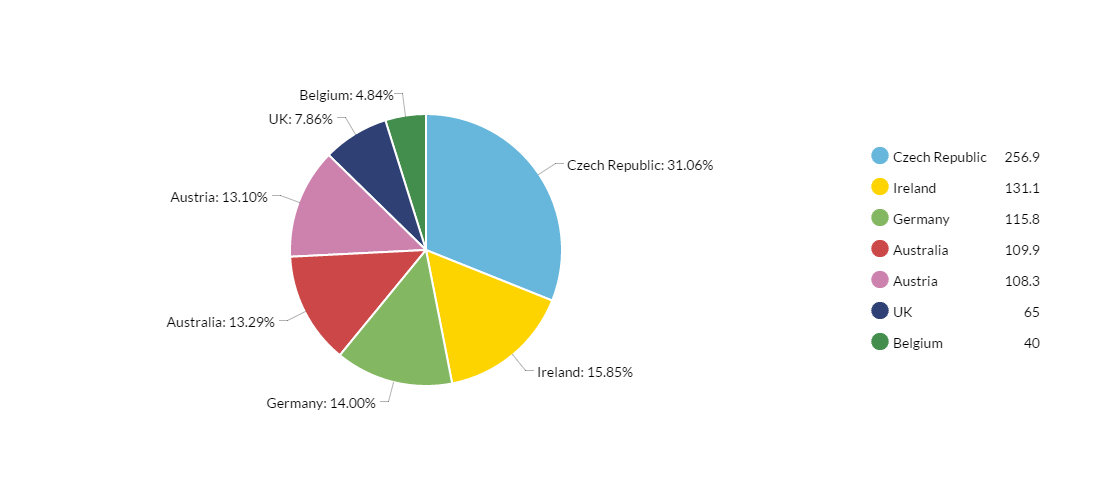 Belgium: 4.84%
UK: 7.86%
Czech Republic: 31.06%
Austria: 13.10%
Australia: 13.29%
Ireland: 15.85%
Germany: 14.00%
Czech Republic 256.9
Ireland 131.1
Germany 115.8
Australia 109.9
Austria 108.3
UK 65
Belgium 40